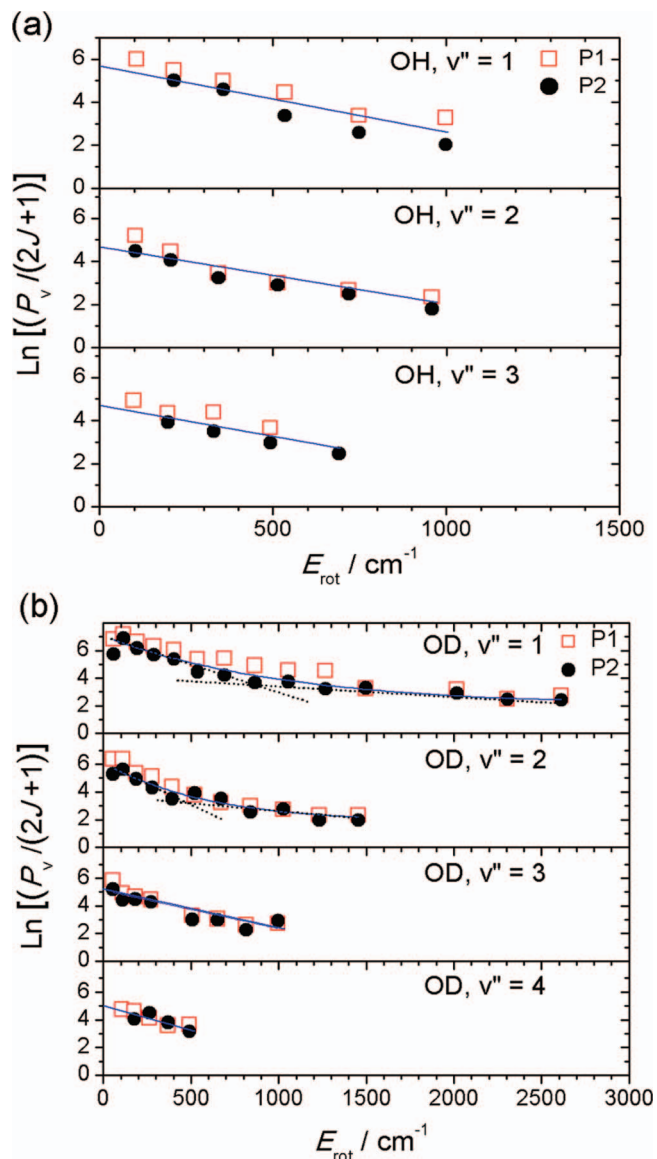 (a)
OH, v" = 1
P1
P2
6
4
2
0
OH, v" = 2
6
4
2
0
OH, v" = 3
6
4
2
0
Ln [(Pv /(2J+1)]
0 500 1000 1500
Erot / cm-1
(b)
OD, v" = 1
P1
P2
8
6
4
2
0
OD, v" = 2
6
4
2
0
OD, v" = 3
6
4
2
0
OD, v" = 4
6
4
2
0
Ln [(Pv /(2J+1)]
0 500 1000 1500 2000 2500 3000
Erot / cm-1